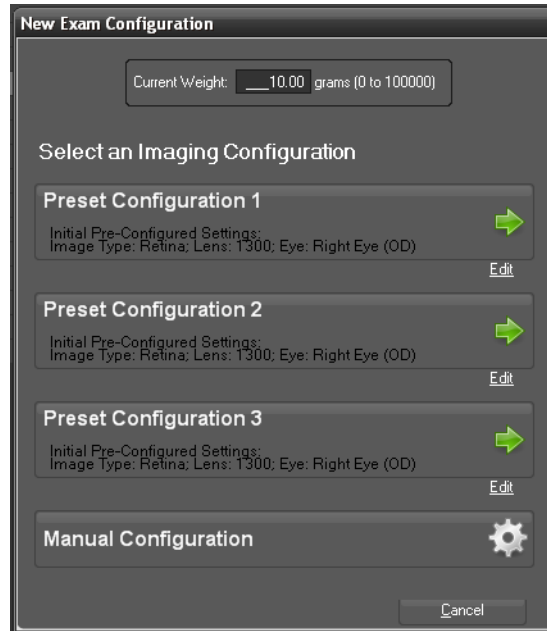 New Exam Configuration
Current Weight: ___10.00 grams (0 to 100000)
Select an Imaging Configuration
Preset Configuration 1
Initial Pre-Configured Settings:
Image Type: Retina; Lens: 1300; Eye: Right Eye (OD)
Edit
Preset Configuration 2
Initial Pre-Configured Settings:
Image Type: Retina; Lens: 1300; Eye: Right Eye (OD)
Edit
Preset Configuration 3
Initial Pre-Configured Settings:
Image Type: Retina; Lens: 1300; Eye: Right Eye (OD)
Edit
Manual Configuration
Cancel